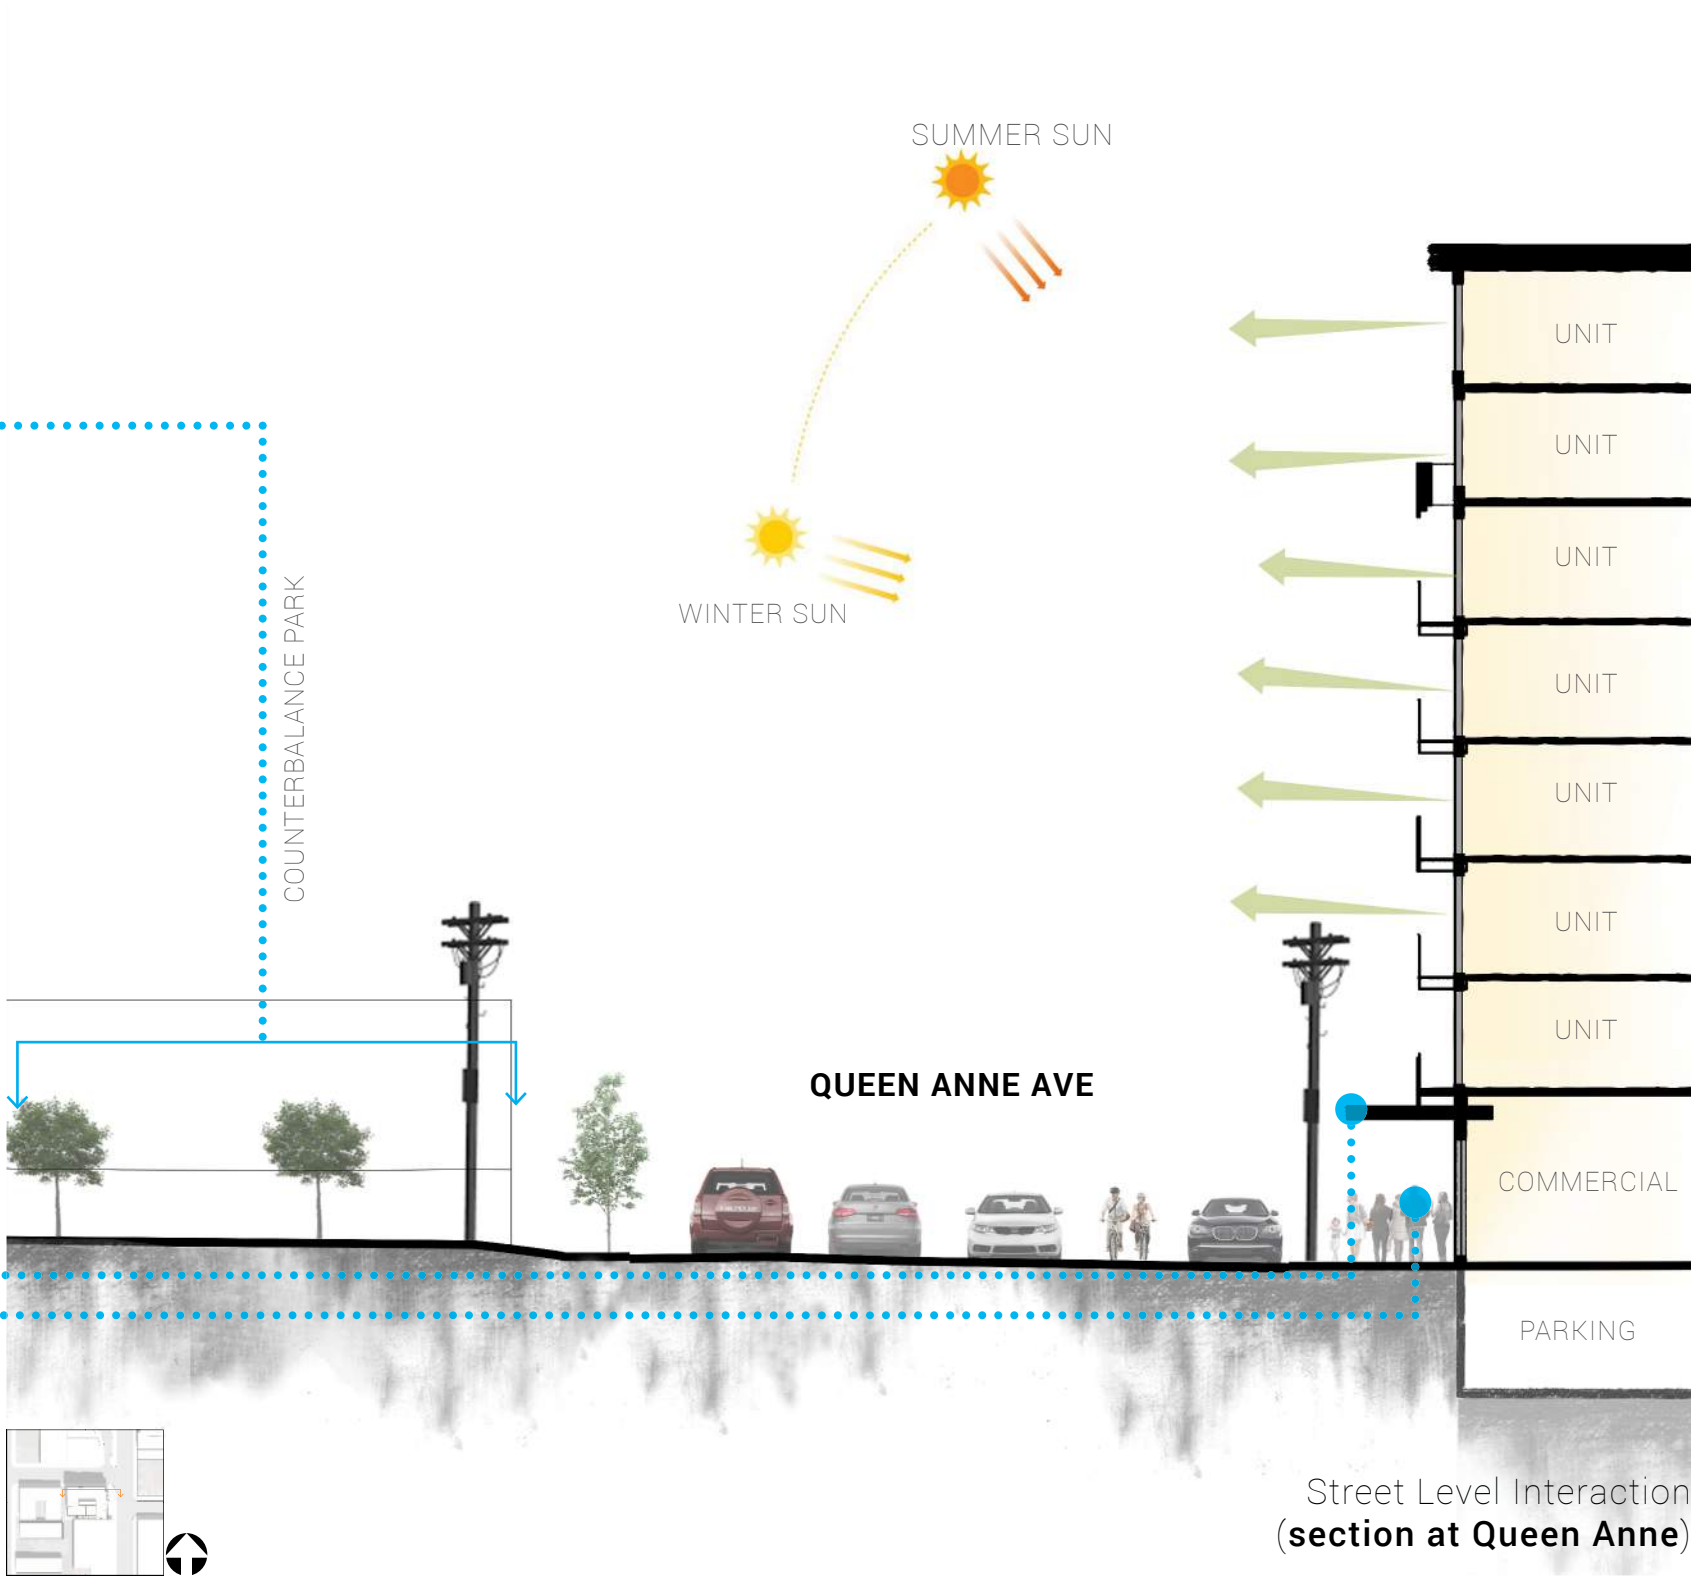 SUMMER SUN
WINTER SUN
COUNTERBALANCE PARK
QUEEN ANNE AVE
UNIT
UNIT
UNIT
UNIT
UNIT
UNIT
UNIT
COMMERCIAL
PARKING
Street Level Interaction
(section at Queen Anne)